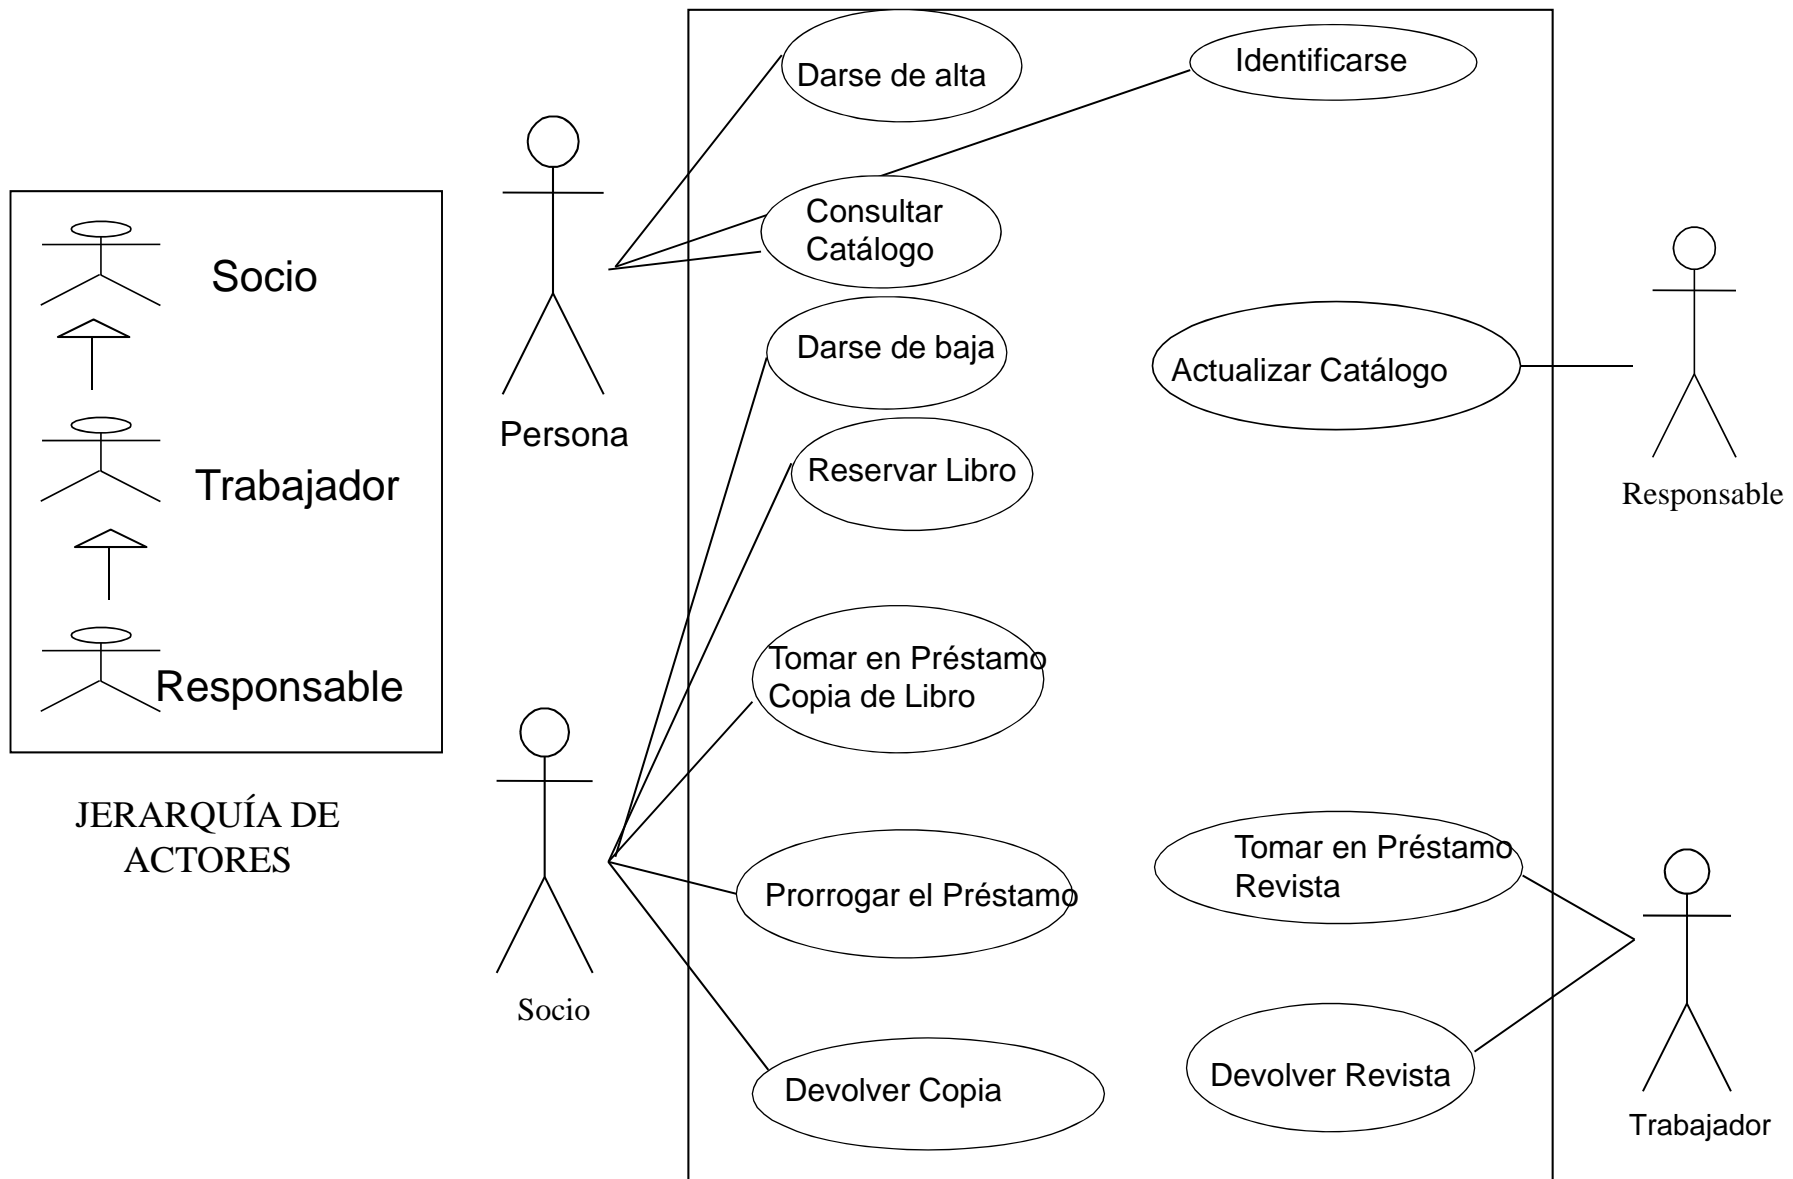 Darse de alta
Identificarse
Consultar
Catálogo
Socio
Darse de baja
Actualizar Catálogo
Persona
Reservar Libro
Trabajador
Responsable
Tomar en Préstamo
Copia de Libro
Responsable
JERARQUÍA DE
ACTORES
Prorrogar el Préstamo
Tomar en Préstamo
Revista
Socio
Devolver Copia
Devolver Revista
Trabajador